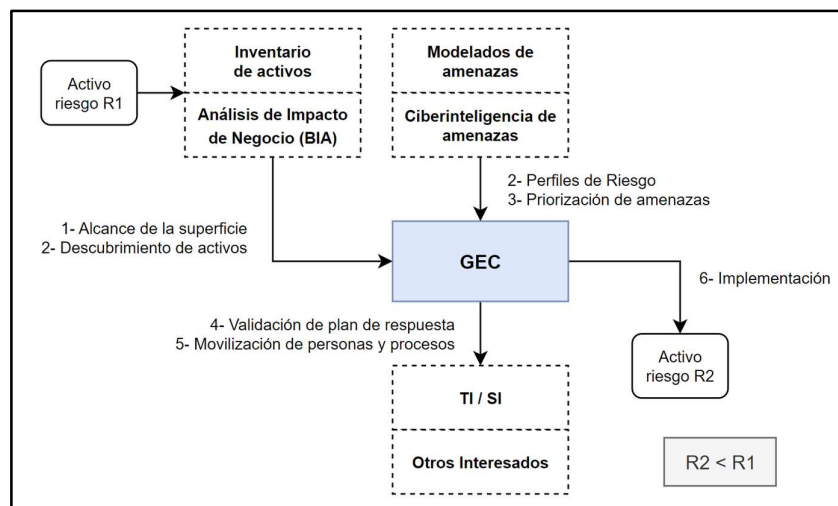 Activo
riesgo R1
Inventario
de activos
Análisis de Impacto
de Negocio (BIA)
Modelados de
amenazas
Ciberinteligencia de
amenazas
2- Perfiles de Riesgo
3- Priorización de amenazas
1- Alcance de la superficie
2- Descubrimiento de activos
GEC
6- Implementación
4- Validación de plan de respuesta
5- Movilización de personas y procesos
Activo
riesgo R2
TI / SI
Otros Interesados
R2 < R1